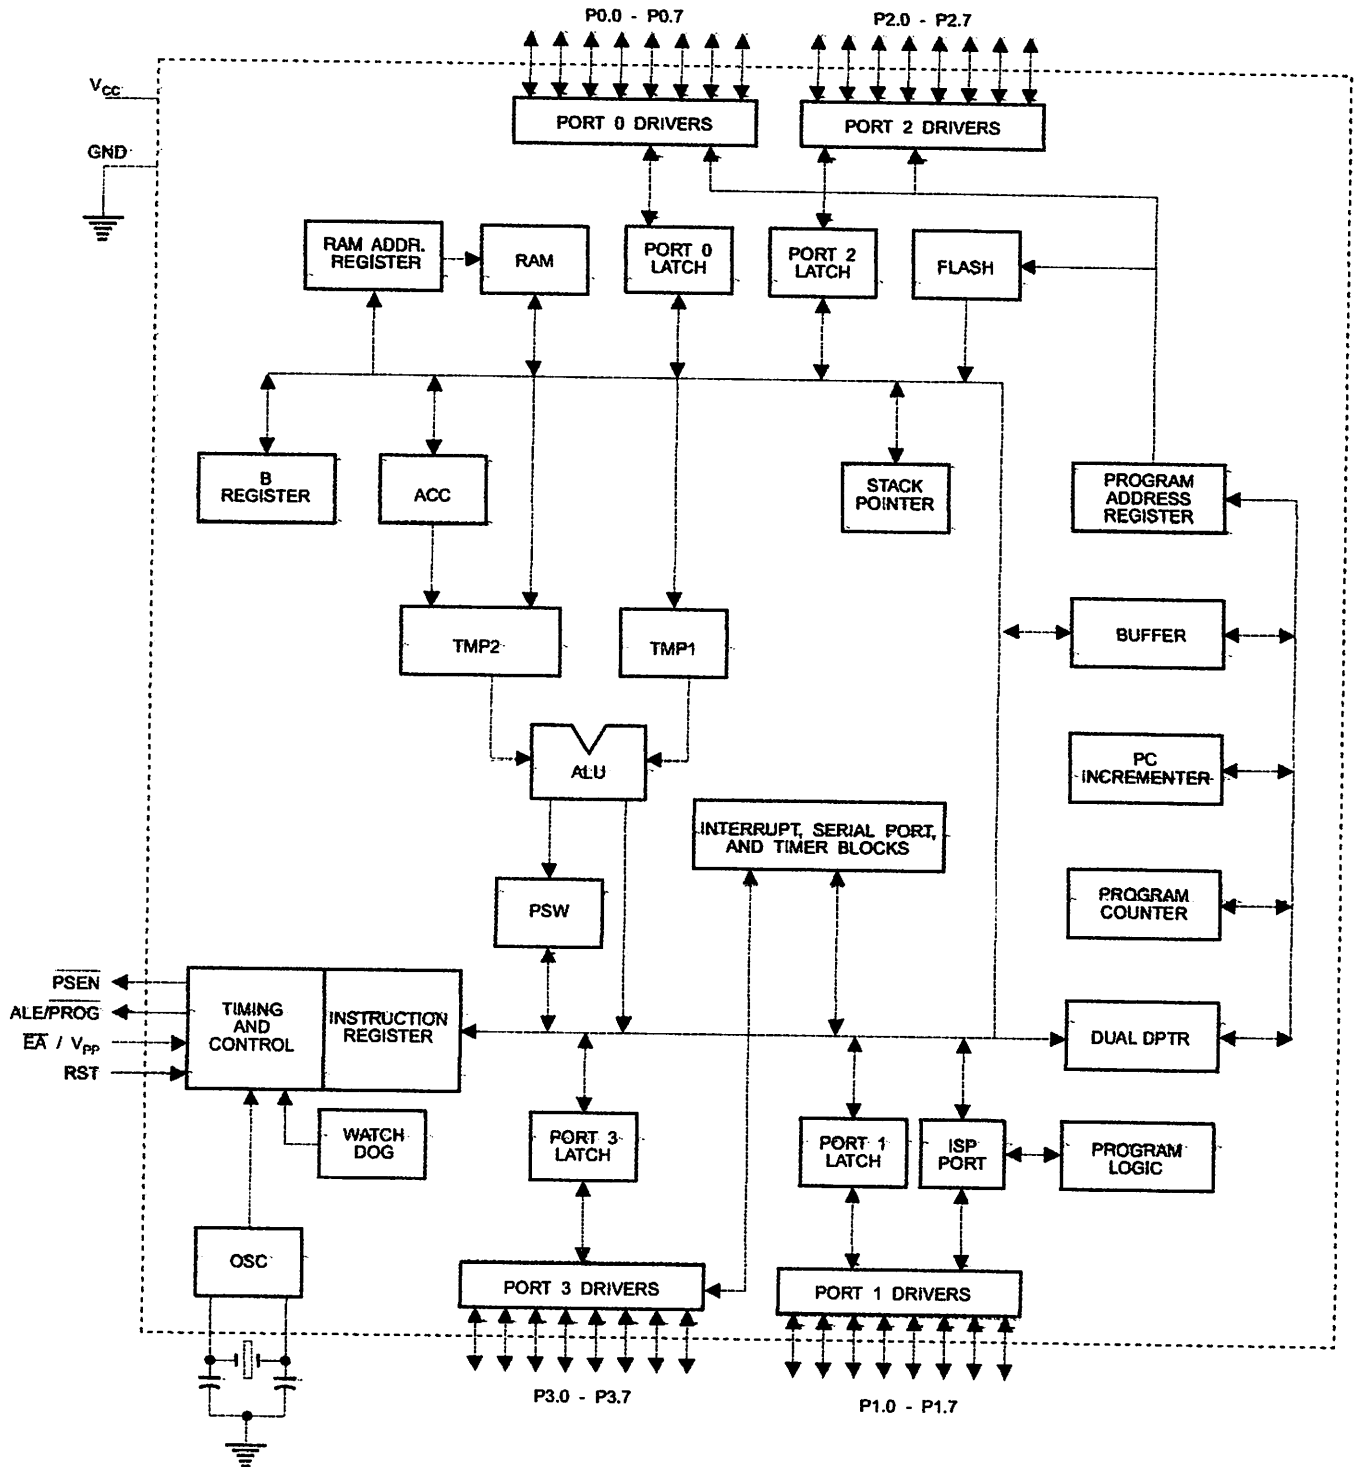 P0.0 - P0.7
P2.0 - P2.7
VCC
GND
PORT 0 DRIVERS
PORT 2 DRIVERS
RAM ADDR.
REGISTER
RAM
PORT 0
LATCH
PORT 2
LATCH
FLASH
B
REGISTER
ACC
STACK
POINTER
PROGRAM
ADDRESS
REGISTER
TMP2
TMP1
BUFFER
ALU
PC
INCREMENTER
INTERRUPT, SERIAL PORT,
AND TIMER BLOCKS
PSW
PROGRAM
COUNTER
PSEN
ALE/PROG
EA / VPP
RST
TIMING
AND
CONTROL
INSTRUCTION
REGISTER
DUAL DPTR
WATCH
DOG
PORT 3
LATCH
PORT 1
LATCH
ISP
PORT
PROGRAM
LOGIC
OSC
PORT 3 DRIVERS
PORT 1 DRIVERS
P3.0 - P3.7
P1.0 - P1.7